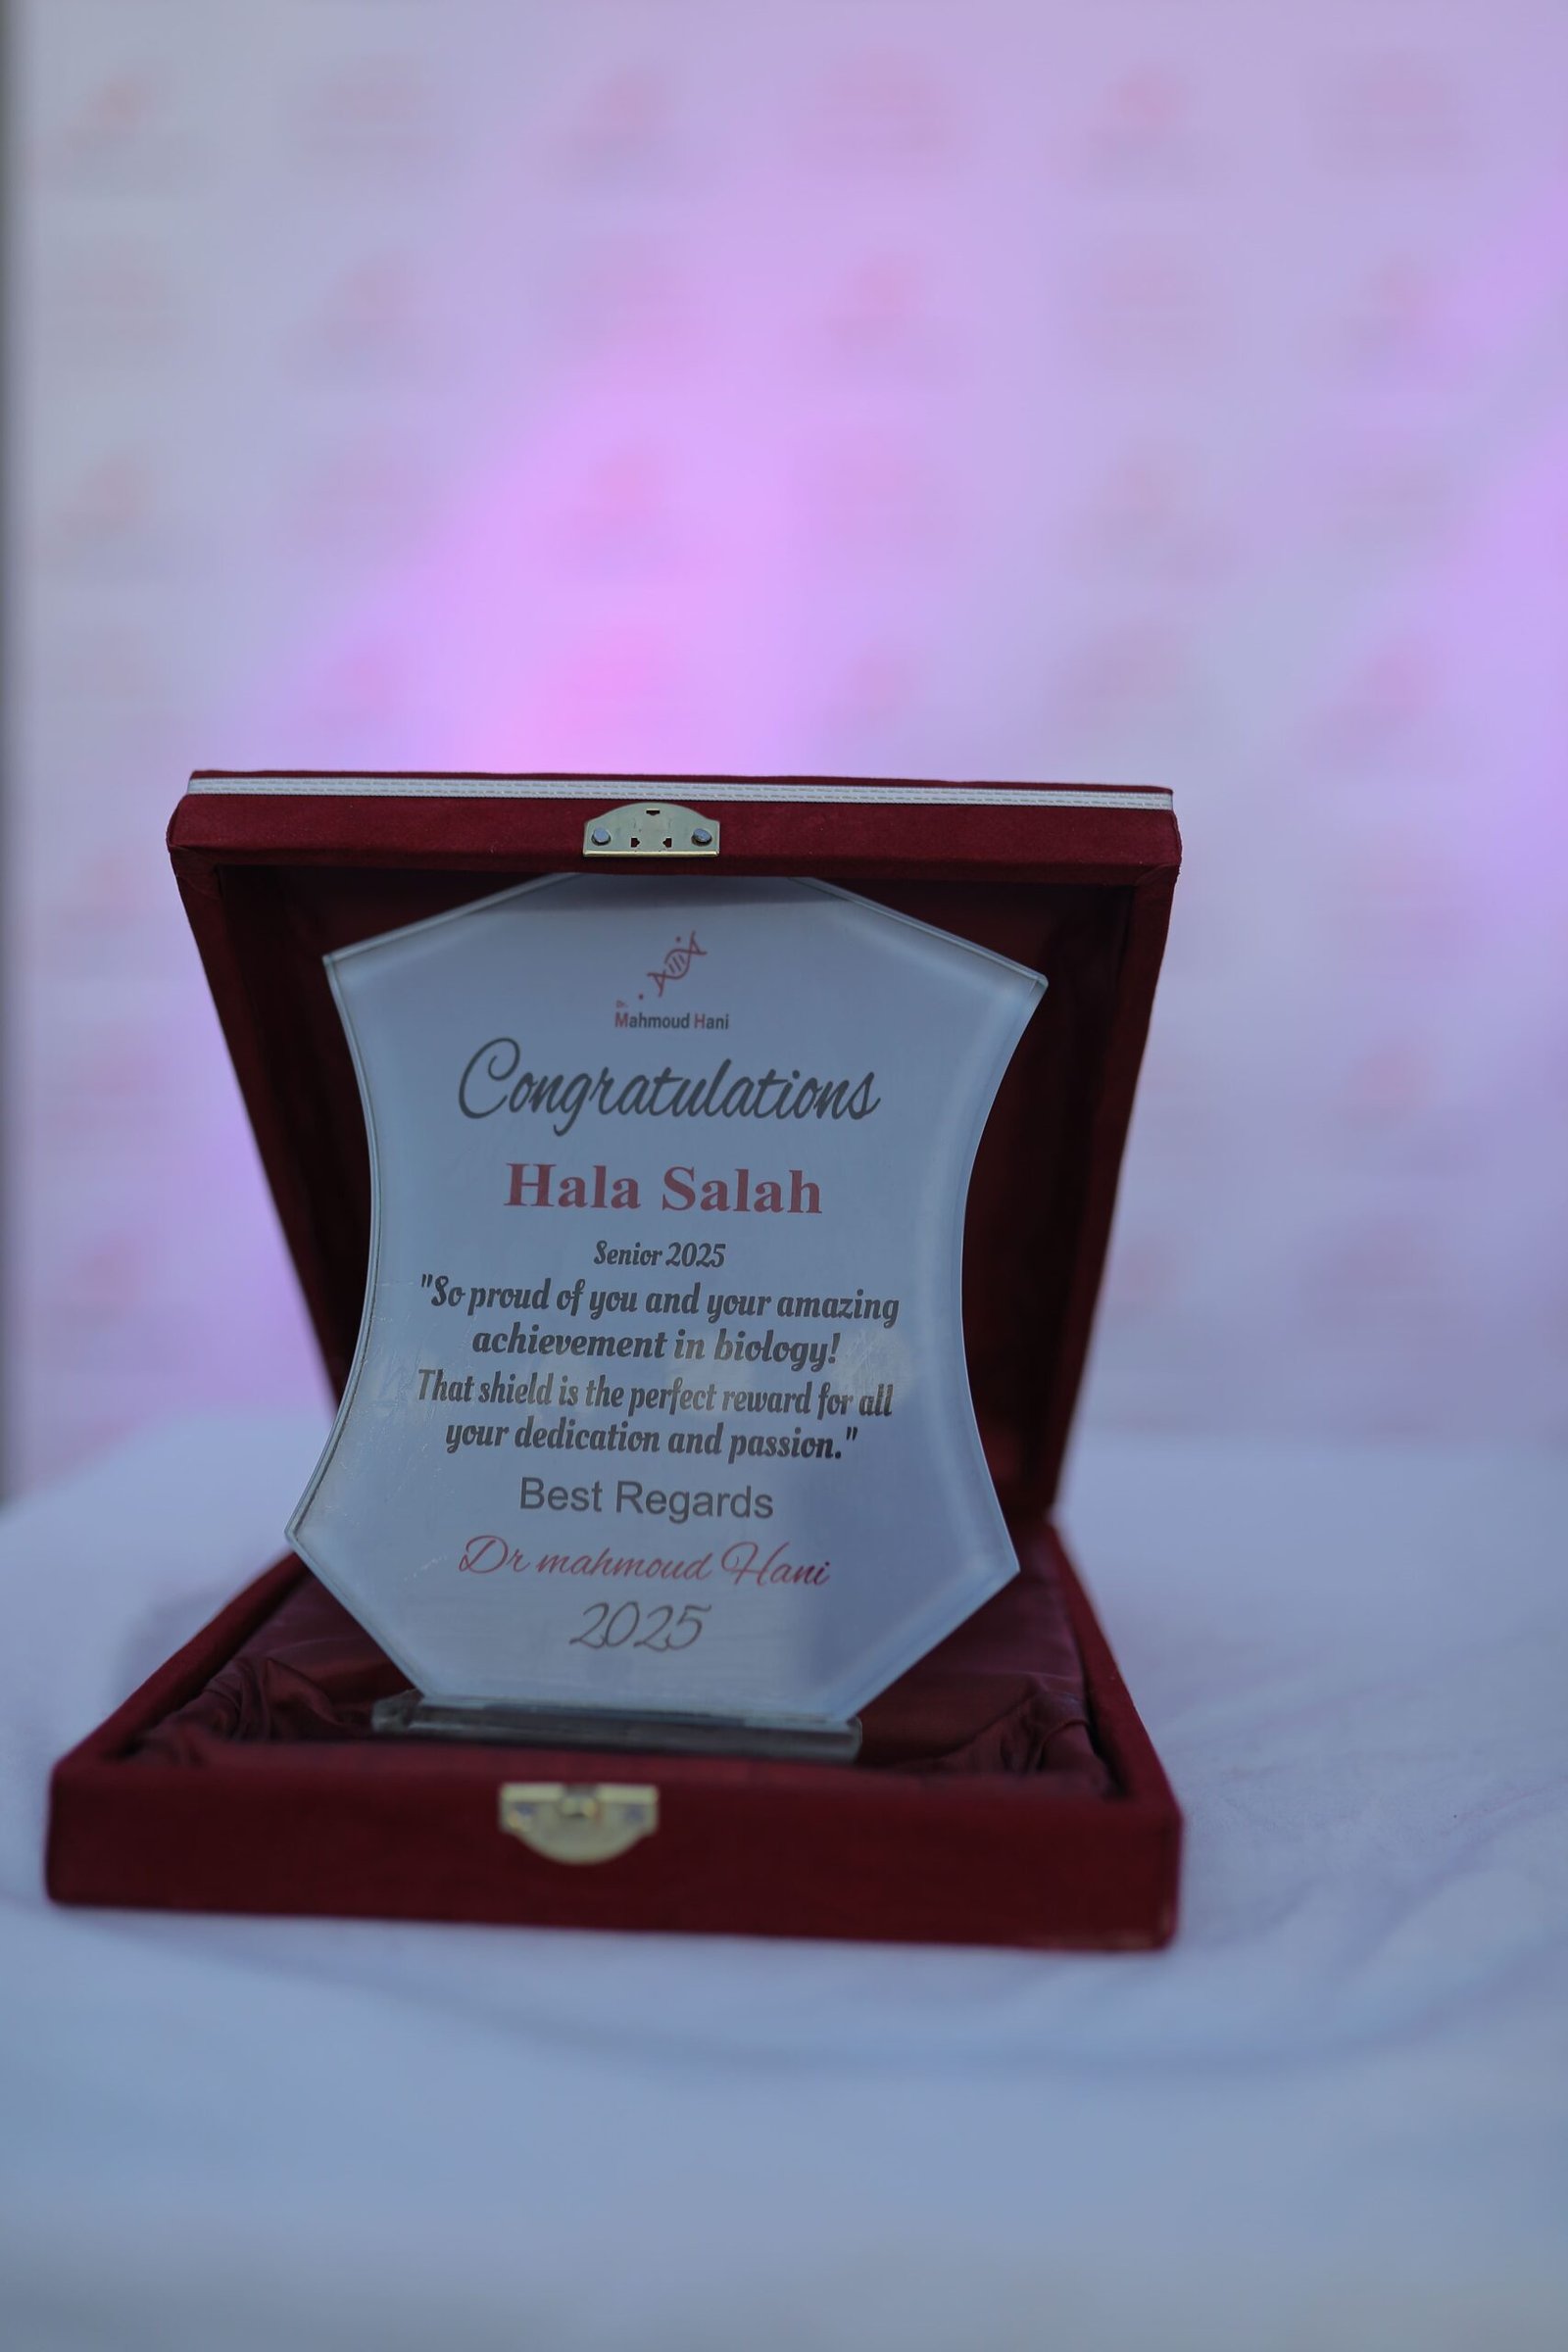 Dr.
Mahmoud Hani
Congratulations
Hala Salah
Senior 2025
"So proud of you and your amazing
achievement in biology!
That shield is the perfect reward for all
your dedication and passion."
Best Regards
Dr mahmoud Hani
2025